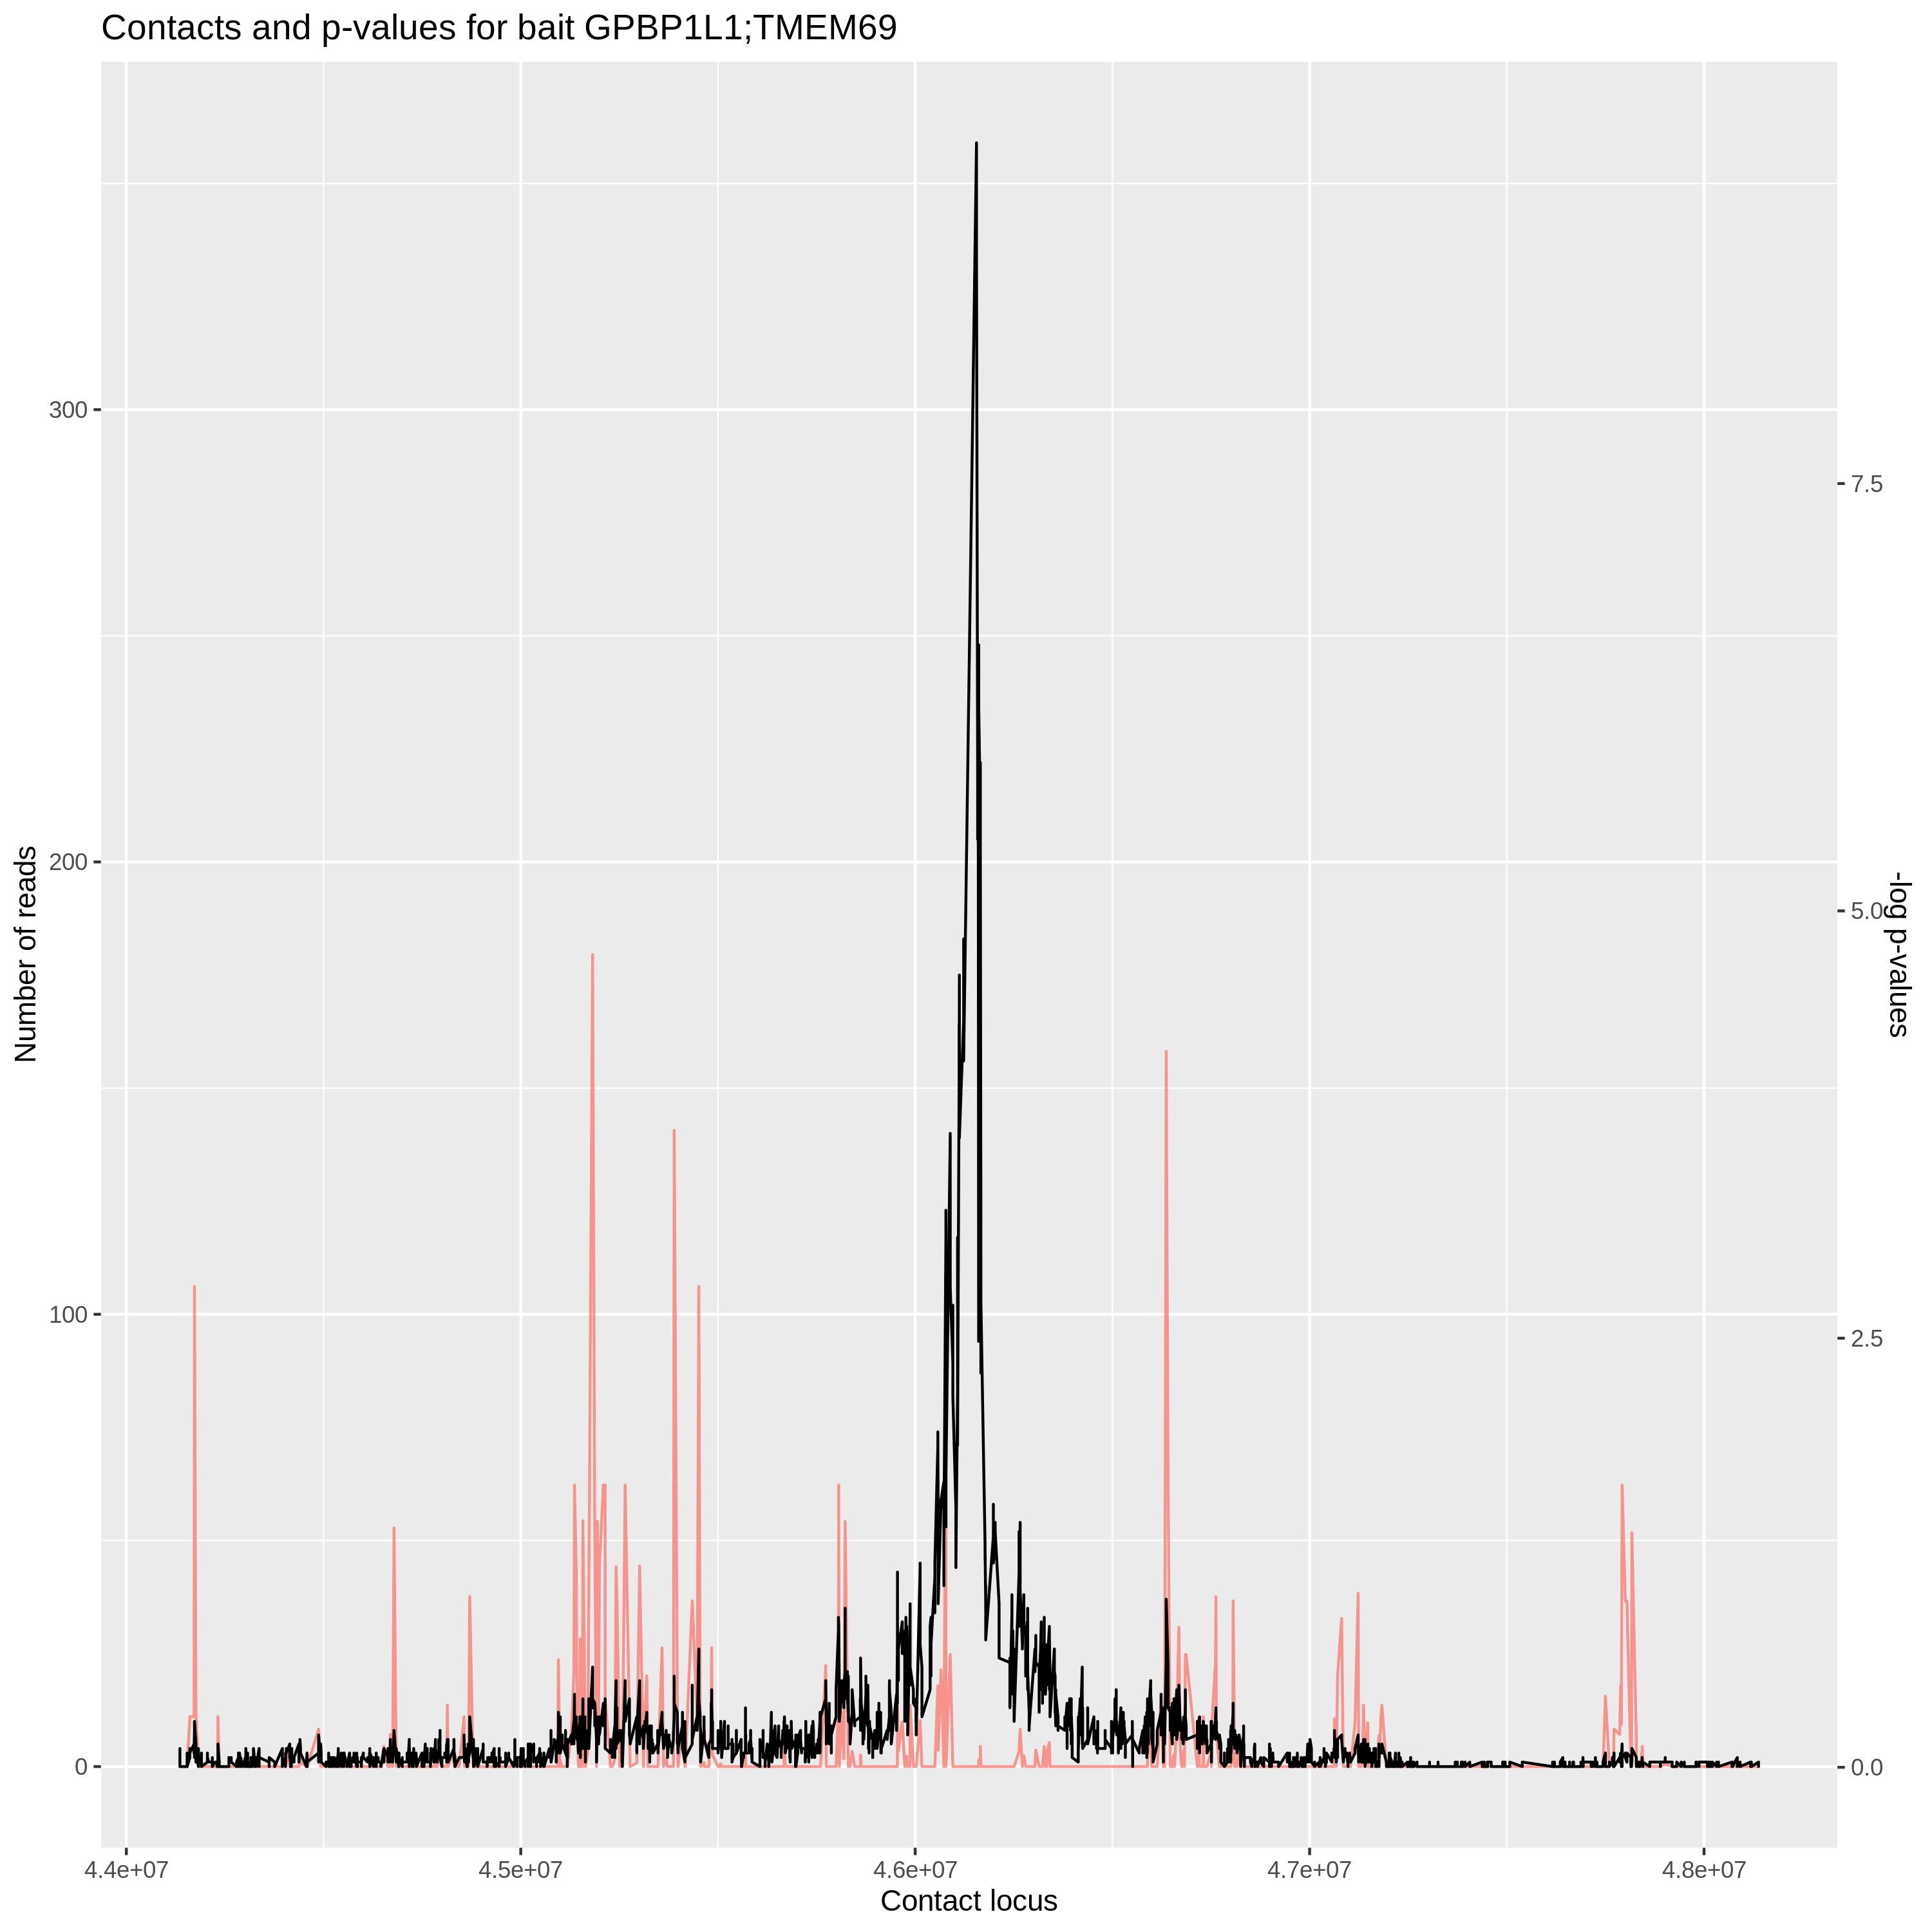 Contacts and p-values for bait GPBP1L1;TMEM69
Number of reads
300
200
100
0
7.5
5.0
2.5
0.0
-log p-values
4.4e+07 4.5e+07 4.6e+07 4.7e+07 4.8e+07
Contact locus